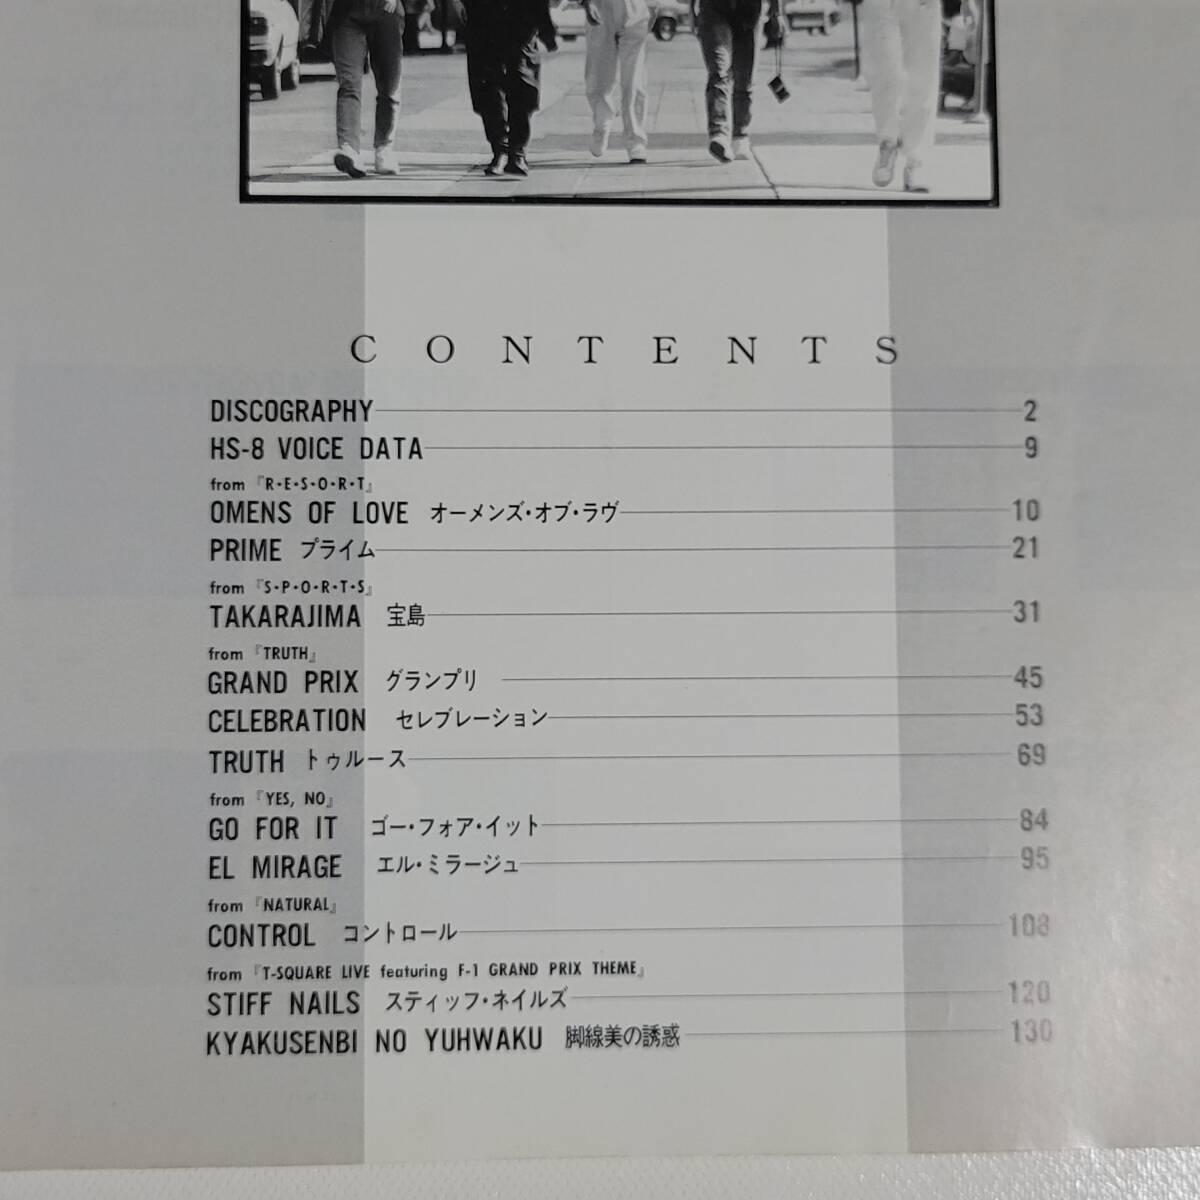 CONTENTS
DISCOGRAPHY 2
HS-8 VOICE DATA 9
from『R・E・S・O・R・T』
OMENS OF LOVE オーメンズ・オブ・ラヴ 10
PRIME プライム 21
from『S・P・O・R・T・S』
TAKARAJIMA 宝島 31
from『TRUTH』
GRAND PRIX グランプリ 45
CELEBRATION セレブレーション 53
TRUTH トゥルース 69
from『YES, NO』
GO FOR IT ゴー・フォア・イット 84
EL MIRAGE エル・ミラージュ 95
from『NATURAL』
CONTROL コントロール 108
from『T-SQUARE LIVE featuring F-1 GRAND PRIX THEME』
STIFF NAILS スティッフ・ネイルズ 120
KYAKUSENBI NO YUHWAKU 脚線美の誘惑 130